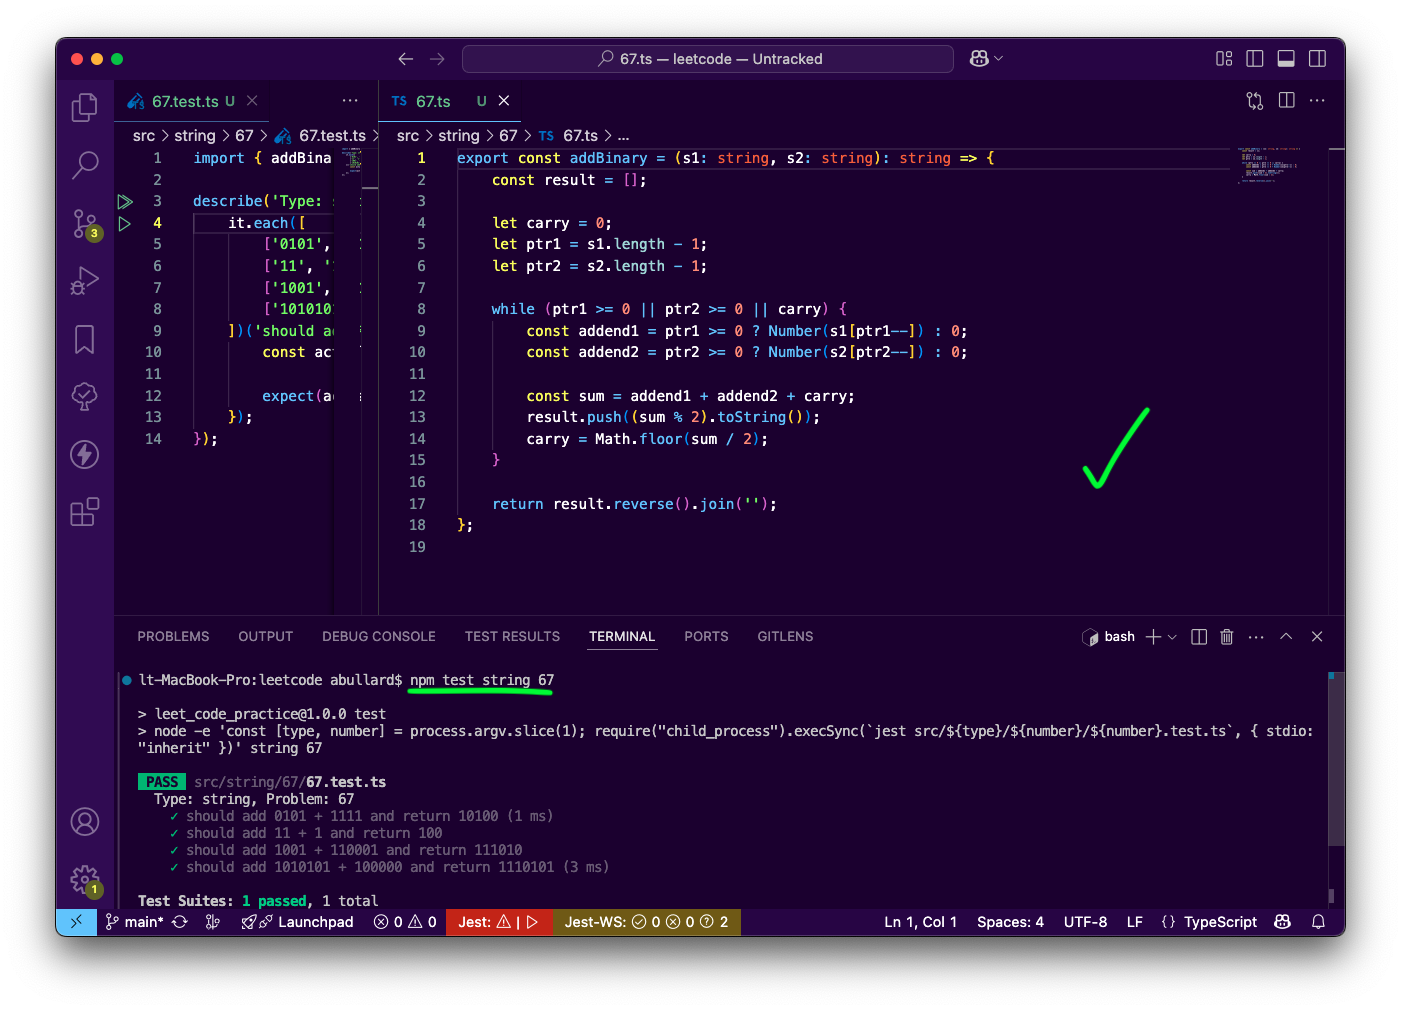 67.ts — leetcode — Untracked
67.test.ts U
TS 67.ts U
src > string > 67 > 67.test.ts >
src > string > 67 > TS 67.ts > ...
1 import { addBina
2
3 describe('Type:
4 it.each([
5 ['0101',
6 ['11', '
7 ['1001',
8 ['101010
9 ])('should a
10 const ac
11
12 expect(a
13 });
14 });
1 export const addBinary = (s1: string, s2: string): string => {
2 const result = [];
3
4 let carry = 0;
5 let ptr1 = s1.length - 1;
6 let ptr2 = s2.length - 1;
7
8 while (ptr1 >= 0 || ptr2 >= 0 || carry) {
9 const addend1 = ptr1 >= 0 ? Number(s1[ptr1--]) : 0;
10 const addend2 = ptr2 >= 0 ? Number(s2[ptr2--]) : 0;
11
12 const sum = addend1 + addend2 + carry;
13 result.push((sum % 2).toString());
14 carry = Math.floor(sum / 2);
15 }
16
17 return result.reverse().join('');
18 };
19
3
1
PROBLEMS OUTPUT DEBUG CONSOLE TEST RESULTS TERMINAL PORTS GITLENS
bash
lt-MacBook-Pro:leetcode abullard$ npm test string 67
> leet_code_practice@1.0.0 test
> node -e 'const [type, number] = process.argv.slice(1); require("child_process").execSync(`jest src/${type}/${number}/${number}.test.ts`, { stdio:
"inherit" })' string 67
PASS src/string/67/67.test.ts
Type: string, Problem: 67
✓ should add 0101 + 1111 and return 10100 (1 ms)
✓ should add 11 + 1 and return 100
✓ should add 1001 + 110001 and return 111010
✓ should add 1010101 + 100000 and return 1110101 (3 ms)
Test Suites: 1 passed, 1 total
main* Launchpad 0 0 Jest: | Jest-WS: 0 0 2 Ln 1, Col 1 Spaces: 4 UTF-8 LF {} TypeScript